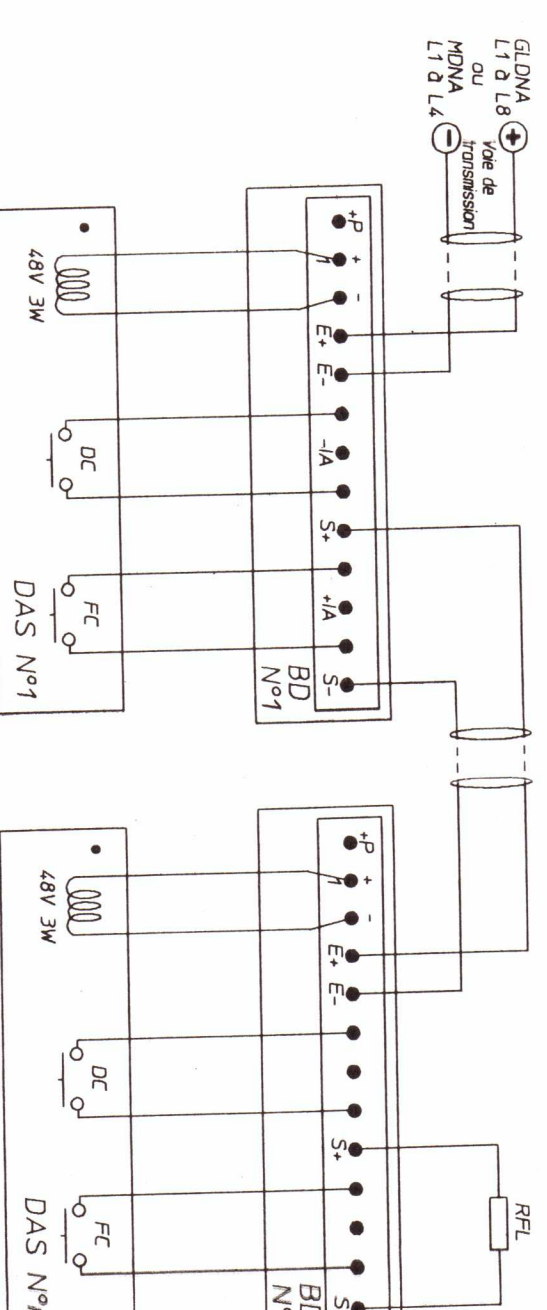 GLDNA
L1 à L8
ou
MDNA
L1 à L4
+
-
Voie de
transmission
+P
+
-
E+
E-
-IA
S+
+IA
S-
BD
N°1
48V 3W
DC
FC
DAS N°1
+P
+
-
E+
E-
S+
RFL
48V 3W
DC
FC